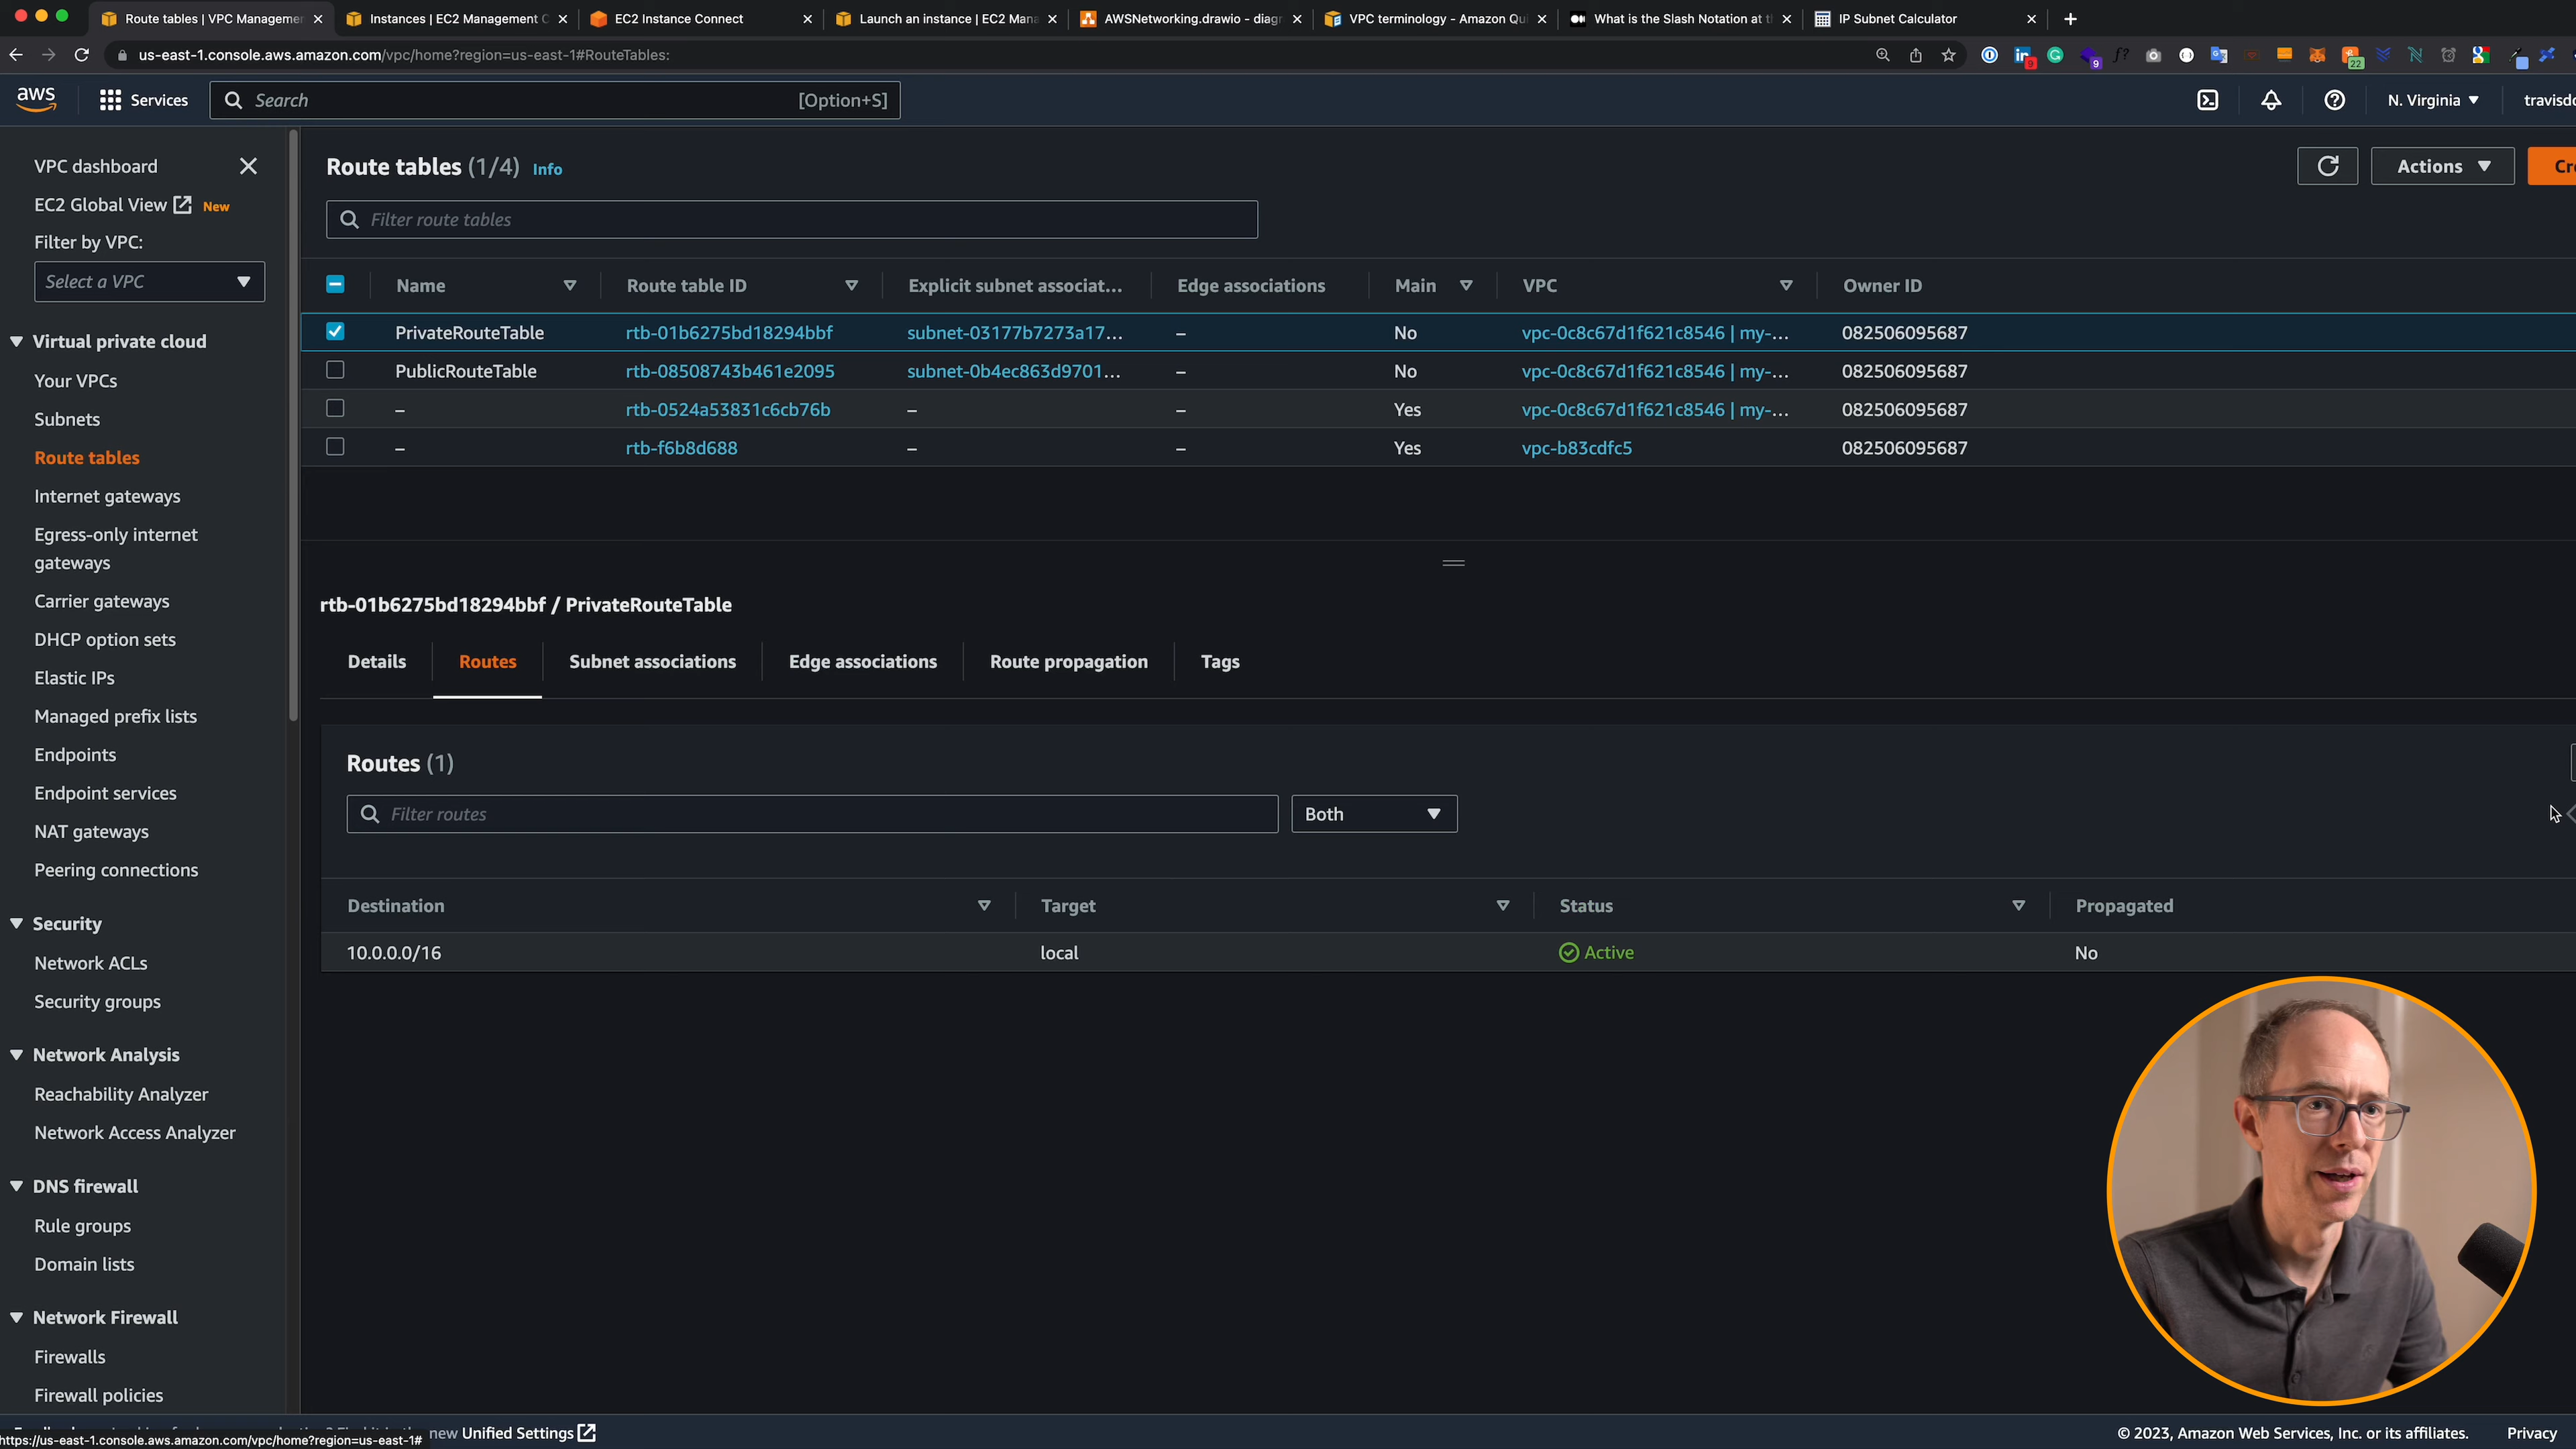 Route tables | VPC Managemen
Instances | EC2 Management C
EC2 Instance Connect
Launch an instance | EC2 Mana
AWSNetworking.drawio - diagr
VPC terminology - Amazon Qui
What is the Slash Notation at th
IP Subnet Calculator
us-east-1.console.aws.amazon.com/vpc/home?region=us-east-1#RouteTables:
9
9
22
aws
Services
Search
[Option+S]
N. Virginia
travisdo
VPC dashboard
EC2 Global View
New
Filter by VPC:
Select a VPC
Virtual private cloud
Your VPCs
Subnets
Route tables
Internet gateways
Egress-only internet
gateways
Carrier gateways
DHCP option sets
Elastic IPs
Managed prefix lists
Endpoints
Endpoint services
NAT gateways
Peering connections
Security
Network ACLs
Security groups
Network Analysis
Reachability Analyzer
Network Access Analyzer
DNS firewall
Rule groups
Domain lists
Network Firewall
Firewalls
Firewall policies
Route tables (1/4) Info
Actions
Cre
Filter route tables
Name Route table ID Explicit subnet associat... Edge associations Main VPC Owner ID
PrivateRouteTable rtb-01b6275bd18294bbf subnet-03177b7273a17... – No vpc-0c8c67d1f621c8546 | my-... 082506095687
PublicRouteTable rtb-08508743b461e2095 subnet-0b4ec863d9701... – No vpc-0c8c67d1f621c8546 | my-... 082506095687
– rtb-0524a53831c6cb76b – – Yes vpc-0c8c67d1f621c8546 | my-... 082506095687
– rtb-f6b8d688 – – Yes vpc-b83cdfc5 082506095687
rtb-01b6275bd18294bbf / PrivateRouteTable
Details Routes Subnet associations Edge associations Route propagation Tags
Routes (1)
Filter routes
Both
Destination Target Status Propagated
10.0.0.0/16 local Active No
new Unified Settings
https://us-east-1.console.aws.amazon.com/vpc/home?region=us-east-1#
© 2023, Amazon Web Services, Inc. or its affiliates.
Privacy